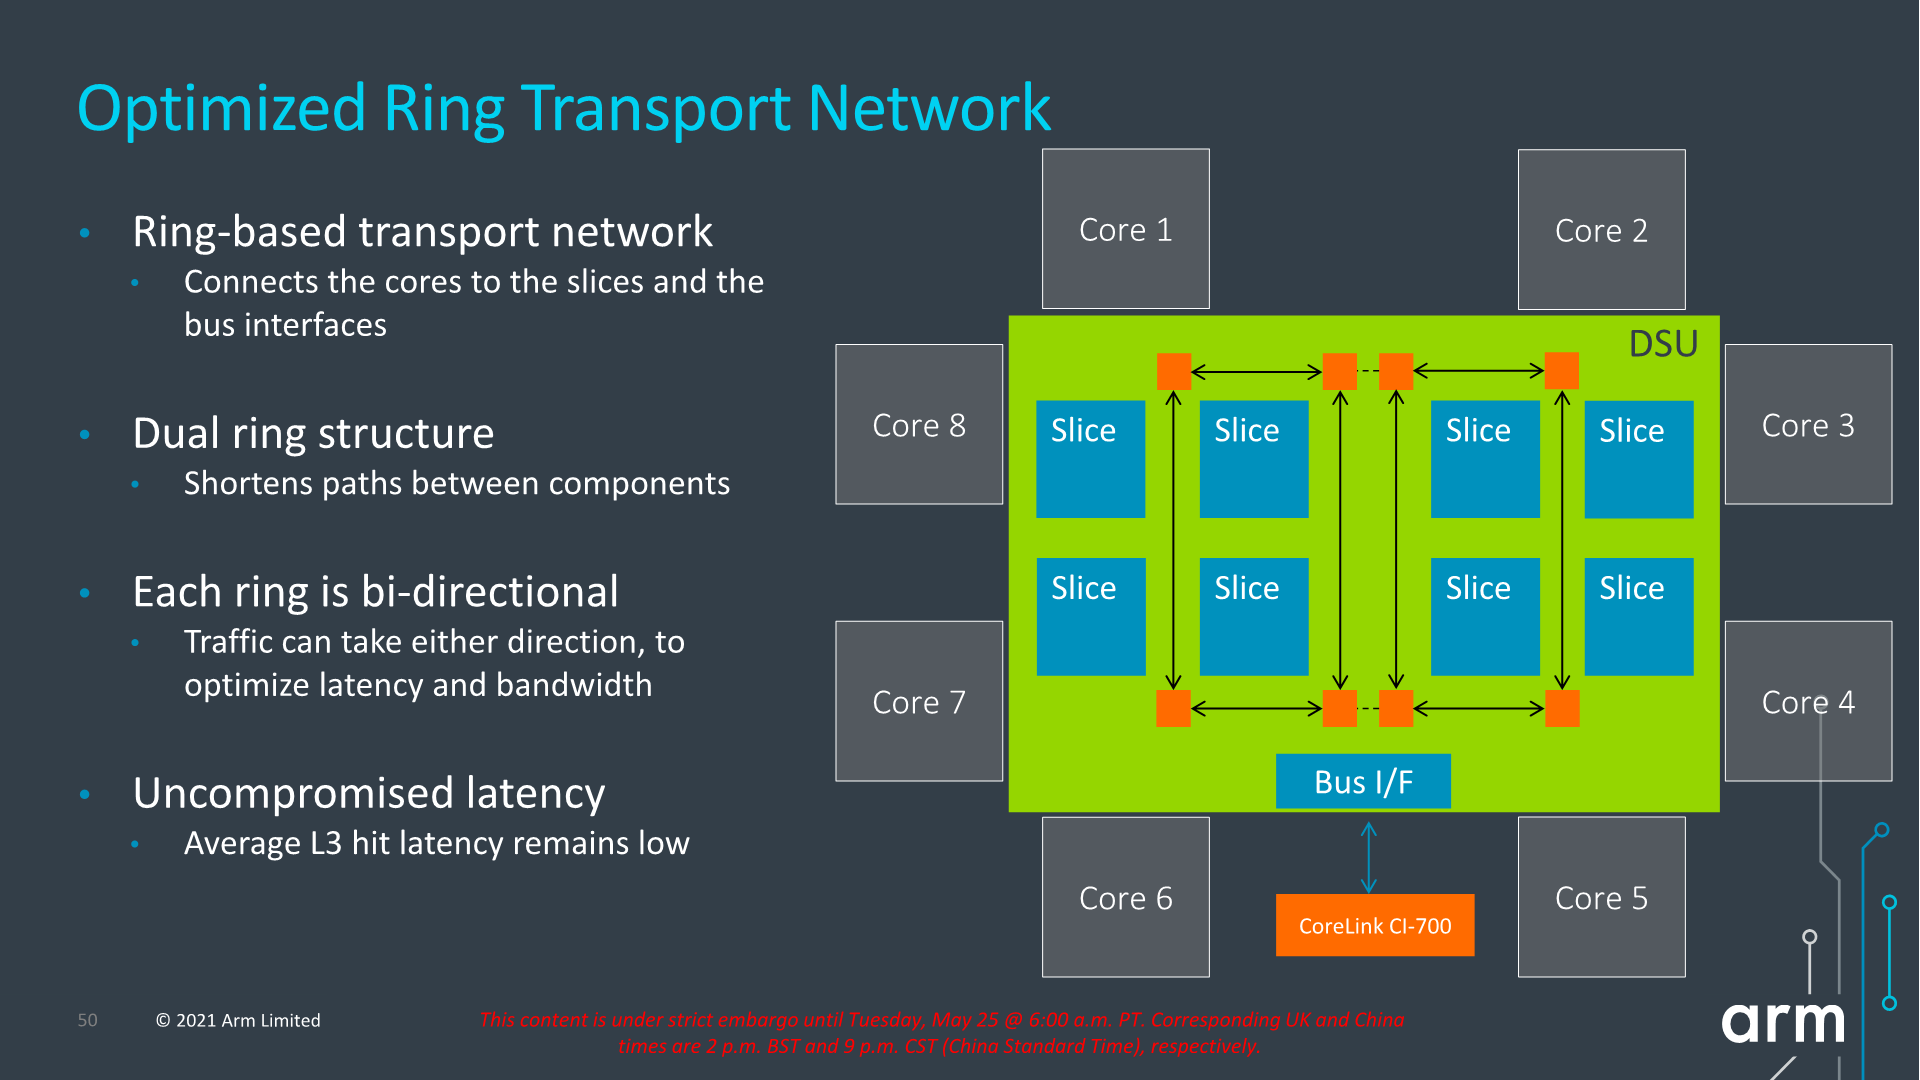 Optimized Ring Transport Network
• Ring-based transport network
• Connects the cores to the slices and the
bus interfaces
• Dual ring structure
• Shortens paths between components
• Each ring is bi-directional
• Traffic can take either direction, to
optimize latency and bandwidth
• Uncompromised latency
• Average L3 hit latency remains low
Core 1
Core 2
DSU
Core 8
Slice
Slice
Slice
Slice
Core 3
Slice
Slice
Slice
Slice
Core 7
Core 4
Bus I/F
Core 6
CoreLink CI-700
Core 5
50
© 2021 Arm Limited
This content is under strict embargo until Tuesday, May 25 @ 6:00 a.m. PT. Corresponding UK and China
times are 2 p.m. BST and 9 p.m. CST (China Standard Time), respectively.
arm